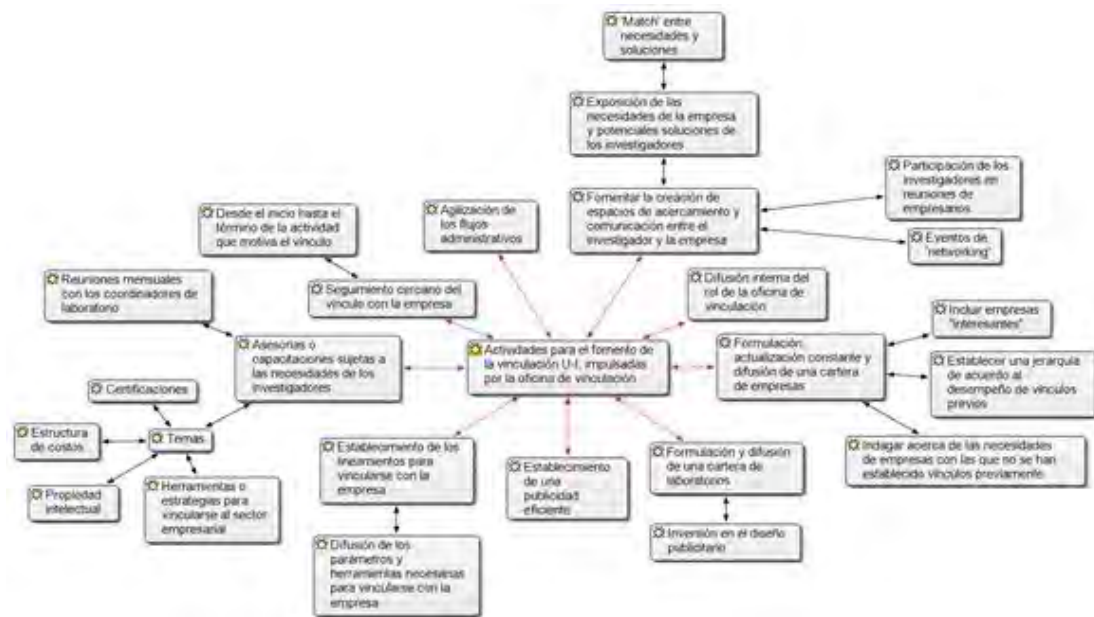 'Match' entre
necesidades y
soluciones
Exposición de las
necesidades de la empresa
y potenciales soluciones de
los investigadores
Participación de los
investigadores en
reuniones de
empresarios
Fomentar la creación de
espacios de acercamiento y
comunicación entre el
investigador y la empresa
Eventos de
"networking"
Agilización de
los flujos
administrativos
Desde el inicio hasta el
término de la actividad
que motiva el vínculo
Reuniones mensuales
con los coordinadores de
laboratorio
Seguimiento cercano del
vínculo con la empresa
Difusión interna del
rol de la oficina de
vinculación
Incluir empresas
"interesantes"
Asesorías o
capacitaciones sujetas a
las necesidades de los
investigadores
Actividades para el fomento de
la vinculación U-I, impulsadas
por la oficina de vinculación
Formulación,
actualización constante y
difusión de una cartera
de empresas
Establecer una jerarquía
de acuerdo al
desempeño de vínculos
previos
Certificaciones
Estructura
de costos
Temas
Propiedad
intelectual
Herramientas o
estrategias para
vincularse al sector
empresarial
Establecimiento de los
lineamientos para
vincularse con la
empresa
Establecimiento
de una
publicidad
eficiente
Formulación y difusión
de una cartera de
laboratorios
Indagar acerca de las necesidades
de empresas con las que no se han
establecido vínculos previamente
Difusión de los
parámetros y
herramientas necesarias
para vincularse con la
empresa
Inversión en el diseño
publicitario